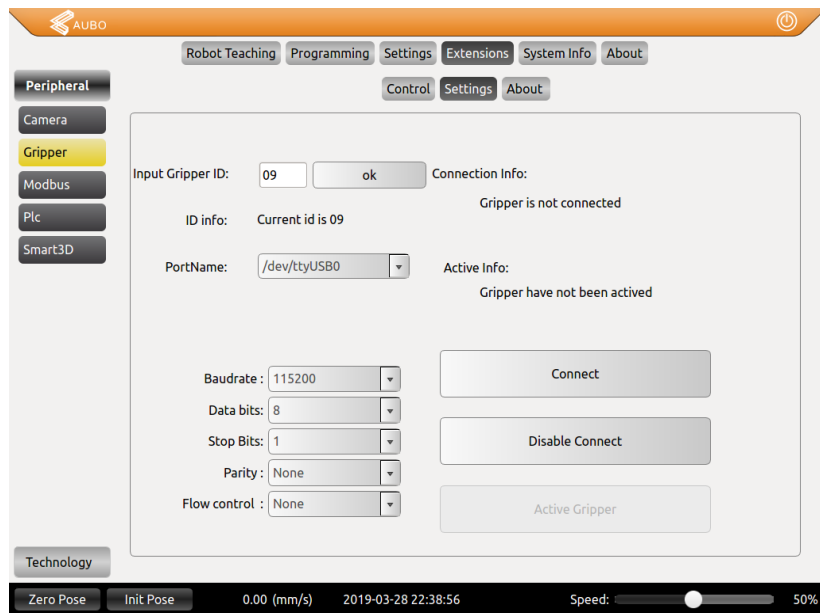 AUBO
Robot Teaching Programming Settings Extensions System Info About
Peripheral
Control Settings About
Camera
Gripper
Modbus
Plc
Smart3D
Input Gripper ID: 09 ok Connection Info:
Gripper is not connected
ID info: Current id is 09
PortName: /dev/ttyUSB0 Active Info:
Gripper have not been actived
Baudrate : 115200 Connect
Data bits: 8
Stop Bits: 1 Disable Connect
Parity : None
Flow control : None Active Gripper
Technology
Zero Pose Init Pose 0.00 (mm/s) 2019-03-28 22:38:56 Speed: 50%